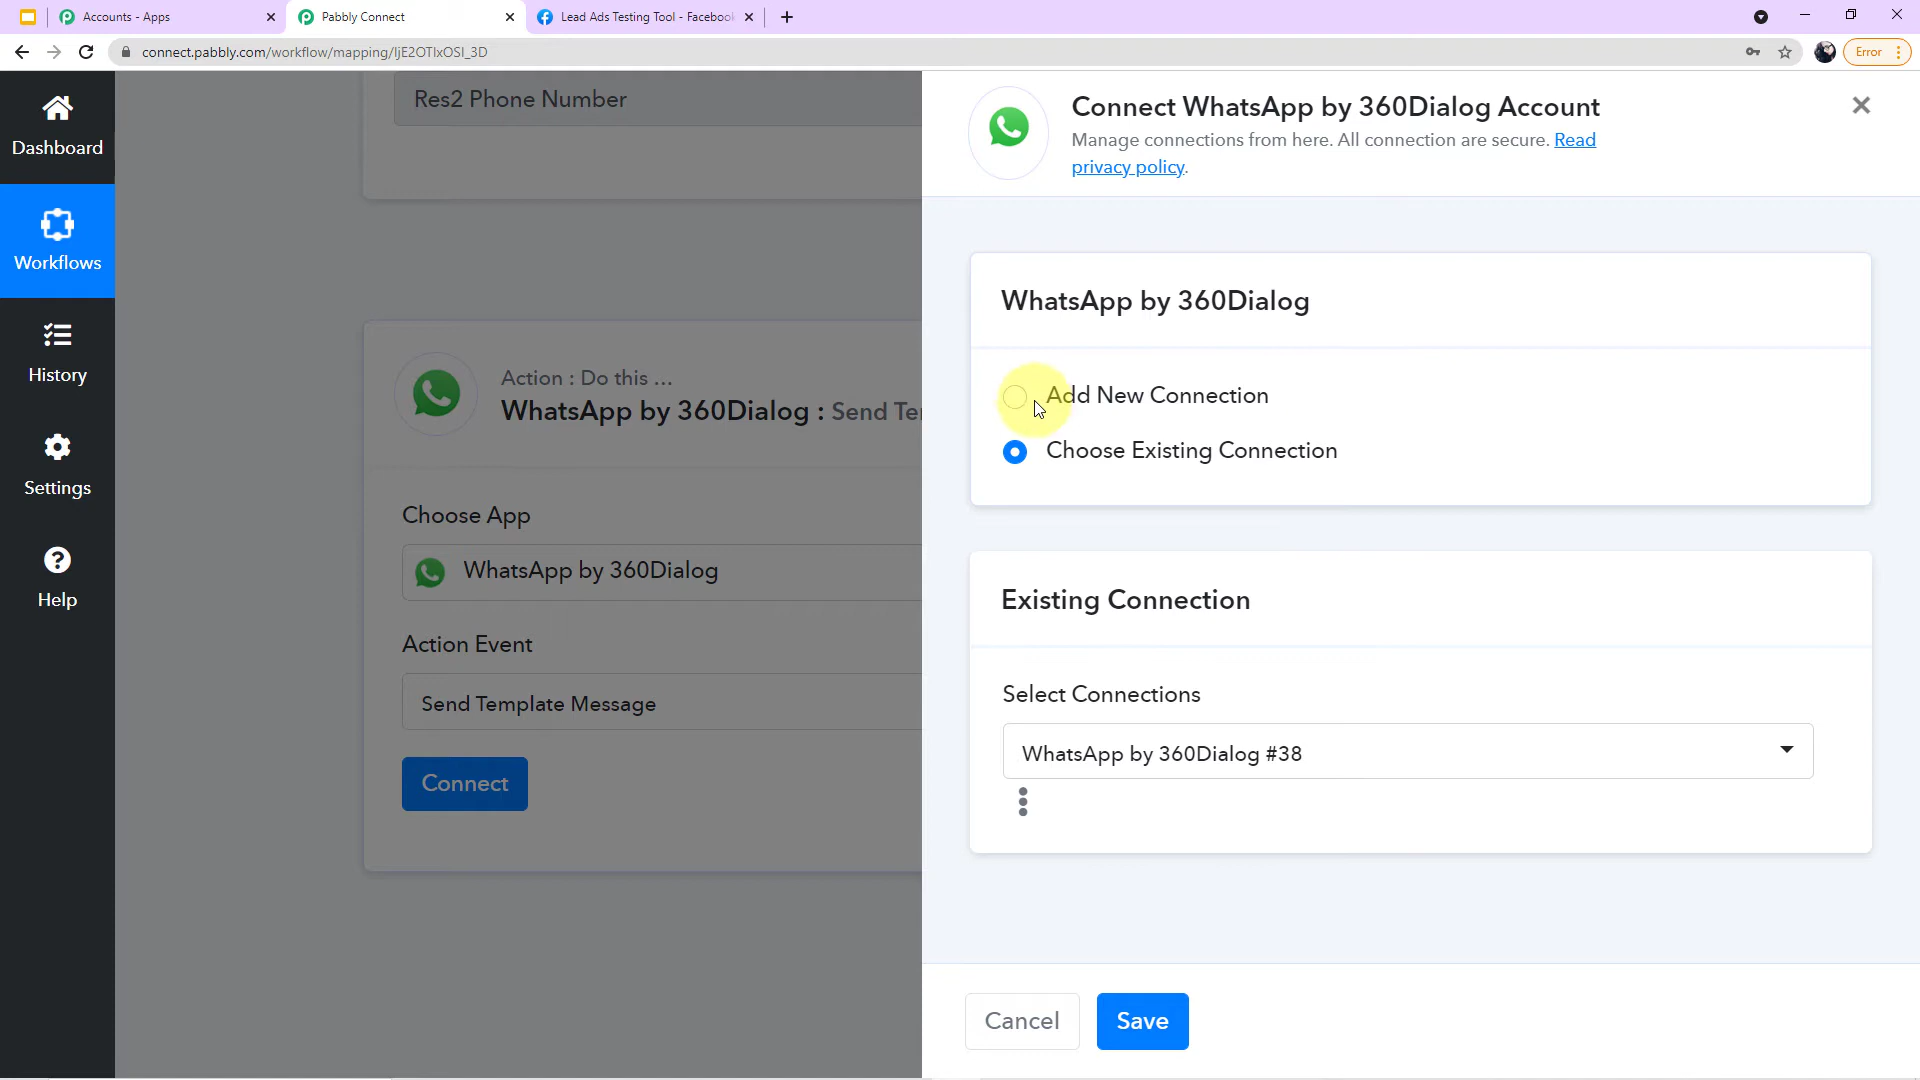 Accounts - Apps
Pabbly Connect
Lead Ads Testing Tool - Facebook
connect.pabbly.com/workflow/mapping/IjE2OTIxOSI_3D
Error
Dashboard
Workflows
History
Settings
Help
Res2 Phone Number
Action : Do this ...
WhatsApp by 360Dialog : Send Te
Choose App
WhatsApp by 360Dialog
Action Event
Send Template Message
Connect
Connect WhatsApp by 360Dialog Account
Manage connections from here. All connection are secure. Read
privacy policy.
WhatsApp by 360Dialog
Add New Connection
Choose Existing Connection
Existing Connection
Select Connections
WhatsApp by 360Dialog #38
Cancel
Save